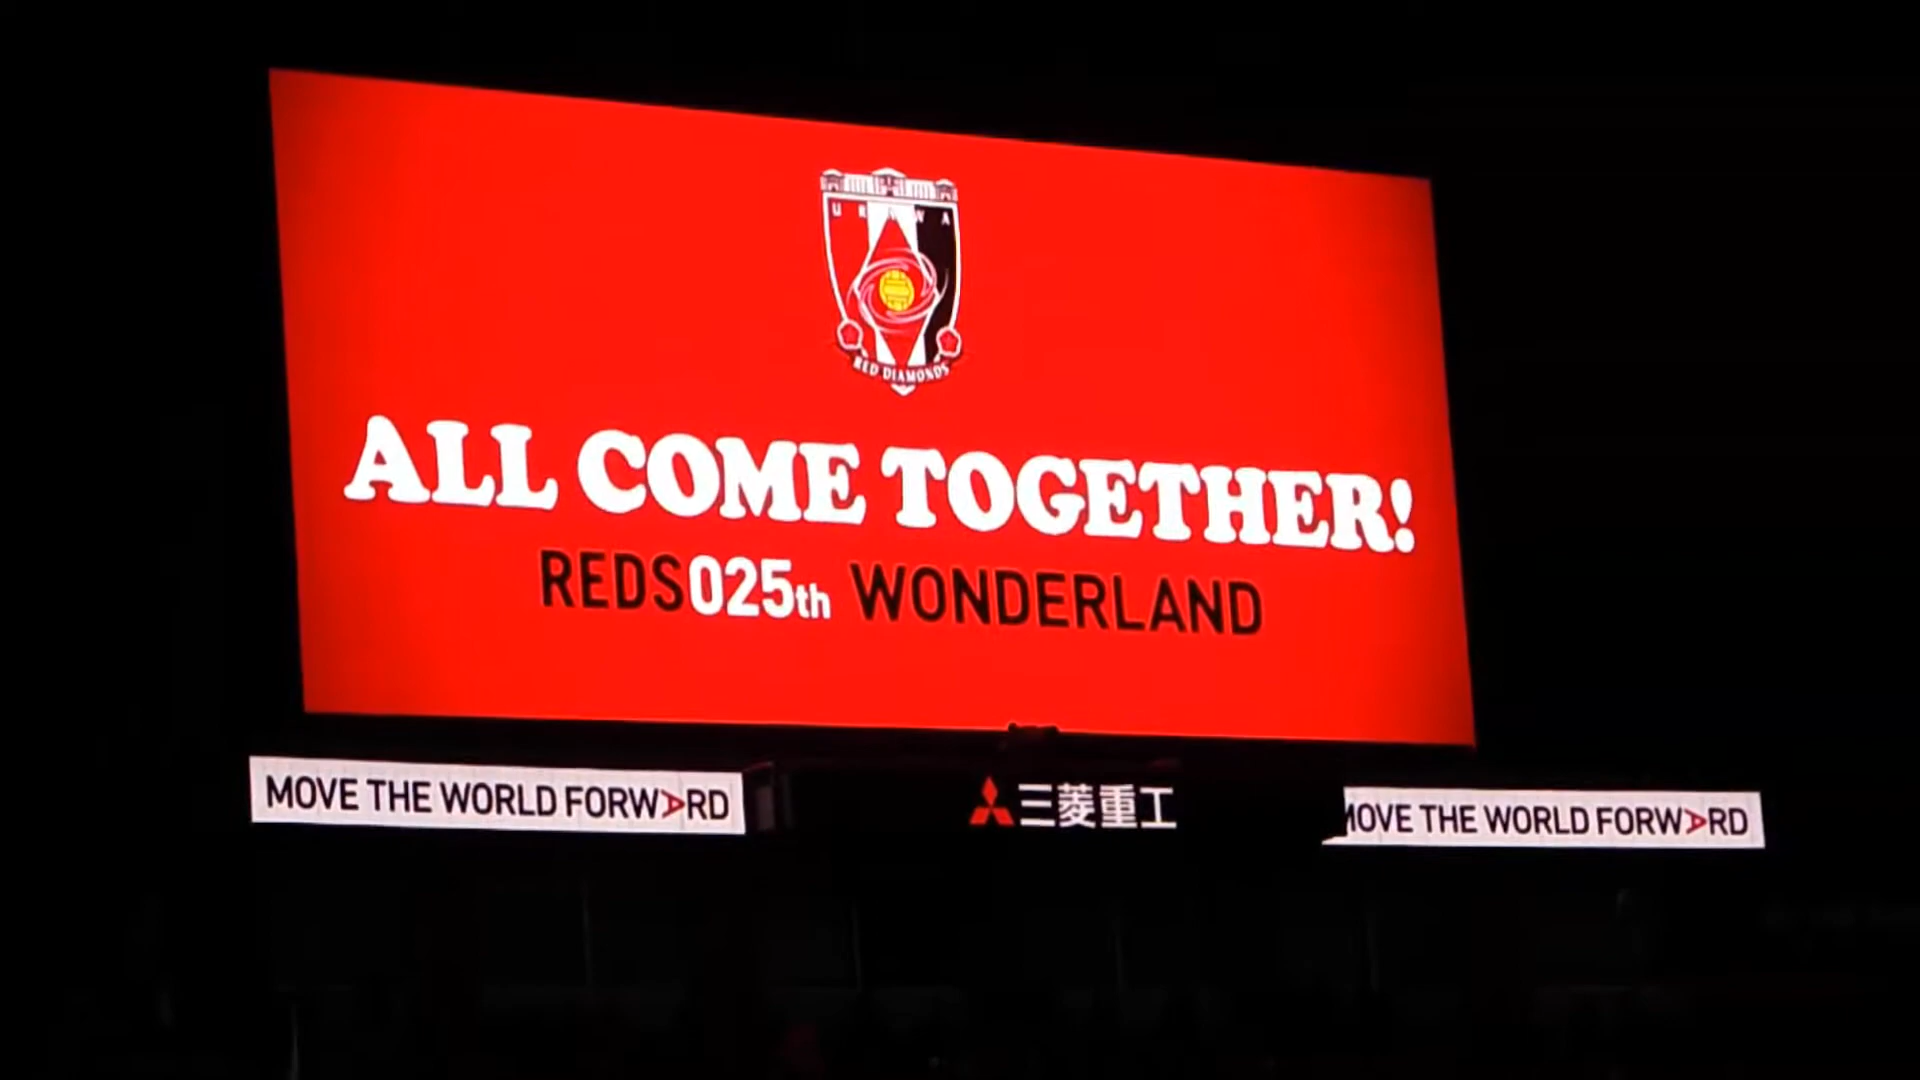 URAWA
RED DIAMONDS
ALL COME TOGETHER!
REDS025th WONDERLAND
MOVE THE WORLD FORWARD
三菱重工
MOVE THE WORLD FORWARD